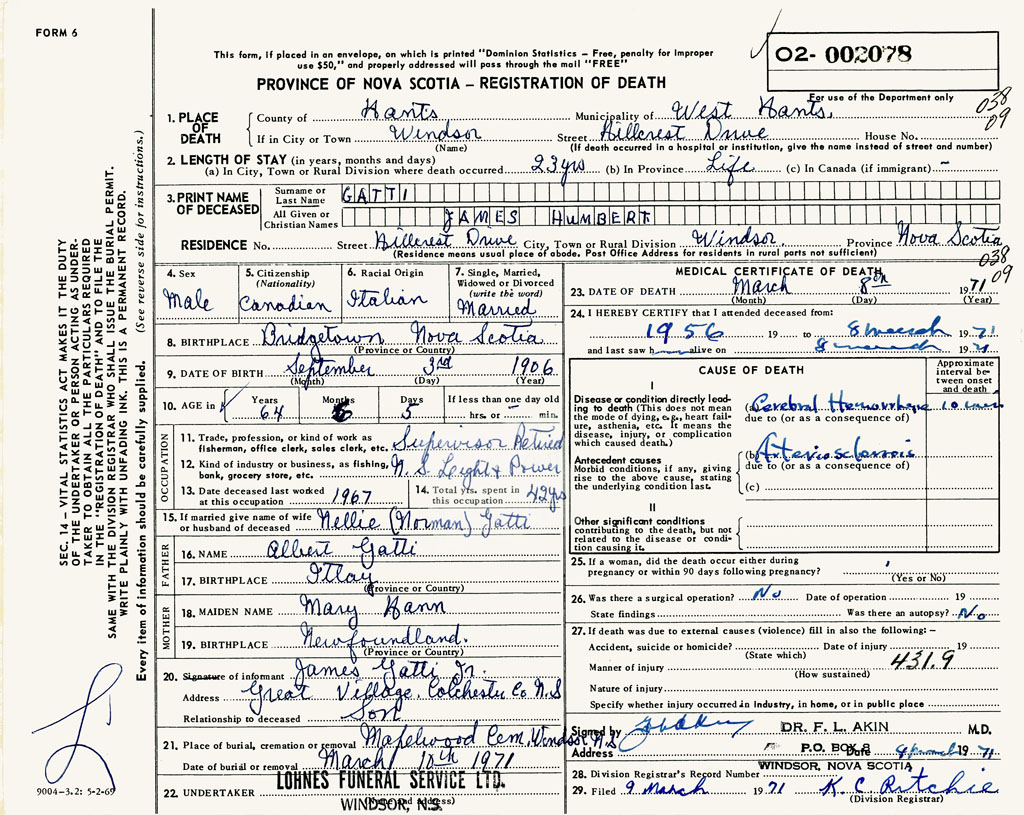 FORM 6
This form, if placed in an envelope, on which is printed "Dominion Statistics – Free, penalty for improper
use $50," and properly addressed will pass through the mail "FREE"
O2- 002078
PROVINCE OF NOVA SCOTIA – REGISTRATION OF DEATH
For use of the Department only
038
09
1. PLACE OF DEATH
County of Hants Municipality of West Hants,
If in City or Town Windsor Street Hillcrest Drive House No.
(Name) (If death occurred in a hospital or institution, give the name instead of street and number)
2. LENGTH OF STAY (in years, months and days)
(a) In City, Town or Rural Division where death occurred 23 yrs (b) In Province Life (c) In Canada (if immigrant) –
3. PRINT NAME OF DECEASED
Surname or Last Name GATTI
All Given or Christian Names JAMES HUMBERT
RESIDENCE No. Street Hillcrest Drive City, Town or Rural Division Windsor Province Nova Scotia
(Residence means usual place of abode. Post Office Address for residents in rural parts not sufficient)
038
09
4. Sex
Male
5. Citizenship
(Nationality)
Canadian
6. Racial Origin
Italian
7. Single, Married,
Widowed or Divorced
(write the word)
Married
8. BIRTHPLACE Bridgetown Nova Scotia
(Province or Country)
9. DATE OF BIRTH September 3rd 1906
(Month) (Day) (Year)
10. AGE in Years Months Days If less than one day
64 6 5 hrs. or min.
OCCUPATION
11. Trade, profession, or kind of work as
fisherman, office clerk, sales clerk, etc. Supervisor Retired
12. Kind of industry or business, as fishing,
bank, grocery store, etc. N. S. Light & Power
13. Date deceased last worked
at this occupation 1967
14. Total yrs. spent in
this occupation 42 yrs
15. If married give name of wife
or husband of deceased Nellie (Norman) Gatti
FATHER
16. NAME Albert Gatti
17. BIRTHPLACE Itlay
(Province or Country)
MOTHER
18. MAIDEN NAME Mary Hann
19. BIRTHPLACE Newfoundland.
(Province or Country)
20. Signature of informant James Gatti Jr.
Address Great Village, Colchester Co N.S
Relationship to deceased Son
21. Place of burial, cremation or removal Mapelwood Cem, Windsor N.S
Date of burial or removal March 10th 1971
22. UNDERTAKER LOHNES FUNERAL SERVICE LTD.
(Name and address)
WINDSOR, N.S.
MEDICAL CERTIFICATE OF DEATH
23. DATE OF DEATH March 8th 1971
(Month) (Day) (Year)
24. I HEREBY CERTIFY that I attended deceased from:
1956 19 to 8 march 1971
and last saw h alive on 8 march 1971
CAUSE OF DEATH
Approximate
interval be-
tween onset
and death
I
Disease or condition directly lead-
ing to death (This does not mean
the mode of dying, e.g., heart fail-
ure, asthenia, etc. It means the
disease, injury, or complication
which caused death.)
(a) Cerebral Hemorrhage 10
due to (or as a consequence of)
Antecedent causes
Morbid conditions, if any, giving
rise to the above cause, stating
the underlying condition last.
(b) Arteriosclerosis
due to (or as a consequence of)
(c)
II
Other significant conditions
contributing to the death, but not
related to the disease or condi-
tion causing it.
25. If a woman, did the death occur either during
pregnancy or within 90 days following pregnancy?
(Yes or No)
26. Was there a surgical operation? No Date of operation 19
State findings Was there an autopsy? No
27. If death was due to external causes (violence) fill in also the following:–
Accident, suicide or homicide? Date of injury 19
(State which)
431.9
Manner of injury
(How sustained)
Nature of injury
Specify whether injury occurred in industry, in home, or in public place
Signed by DR. F. L. AKIN M.D.
Address P.O. BOX 8 Date 9 march 1971
WINDSOR, NOVA SCOTIA
28. Division Registrar's Record Number
29. Filed 9 March 1971 K. C. Ritchie
(Division Registrar)
SEC. 14 – VITAL STATISTICS ACT MAKES IT THE DUTY
OF THE UNDERTAKER OR PERSON ACTING AS UNDER-
TAKER TO OBTAIN ALL THE PARTICULARS REQUIRED
IN THE "REGISTRATION OF DEATH" AND TO FILE THE
SAME WITH THE DIVISION REGISTRAR WHO SHALL ISSUE THE BURIAL PERMIT.
WRITE PLAINLY WITH UNFADING INK. THIS IS A PERMANENT RECORD.
Every item of information should be carefully supplied. (See reverse side for instructions.)
9004-3.2: 5-2-69